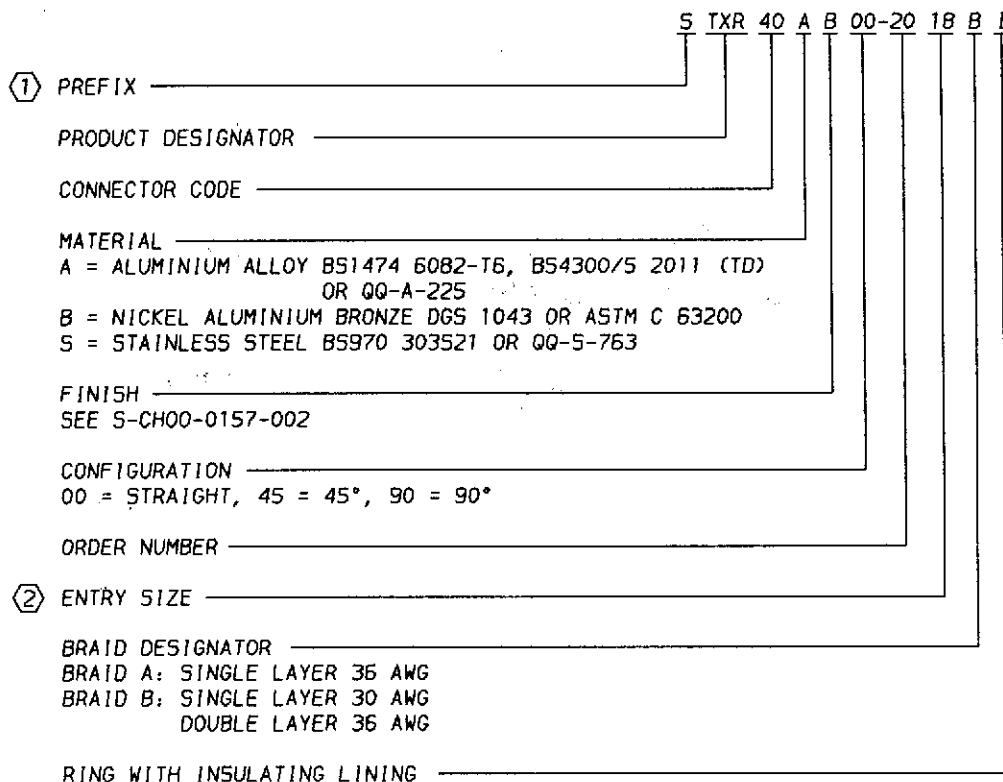 S TXR 40 A B 00-20 18 B
1 PREFIX
PRODUCT DESIGNATOR
CONNECTOR CODE
MATERIAL
A = ALUMINIUM ALLOY BS1474 6082-T6, BS4300/5 2011 (TD)
OR QQ-A-225
B = NICKEL ALUMINIUM BRONZE DGS 1043 OR ASTM C 63200
S = STAINLESS STEEL BS970 303S21 OR QQ-S-763
FINISH
SEE S-CH00-0157-002
CONFIGURATION
00 = STRAIGHT, 45 = 45°, 90 = 90°
ORDER NUMBER
2 ENTRY SIZE
BRAID DESIGNATOR
BRAID A: SINGLE LAYER 36 AWG
BRAID B: SINGLE LAYER 30 AWG
DOUBLE LAYER 36 AWG
RING WITH INSULATING LINING